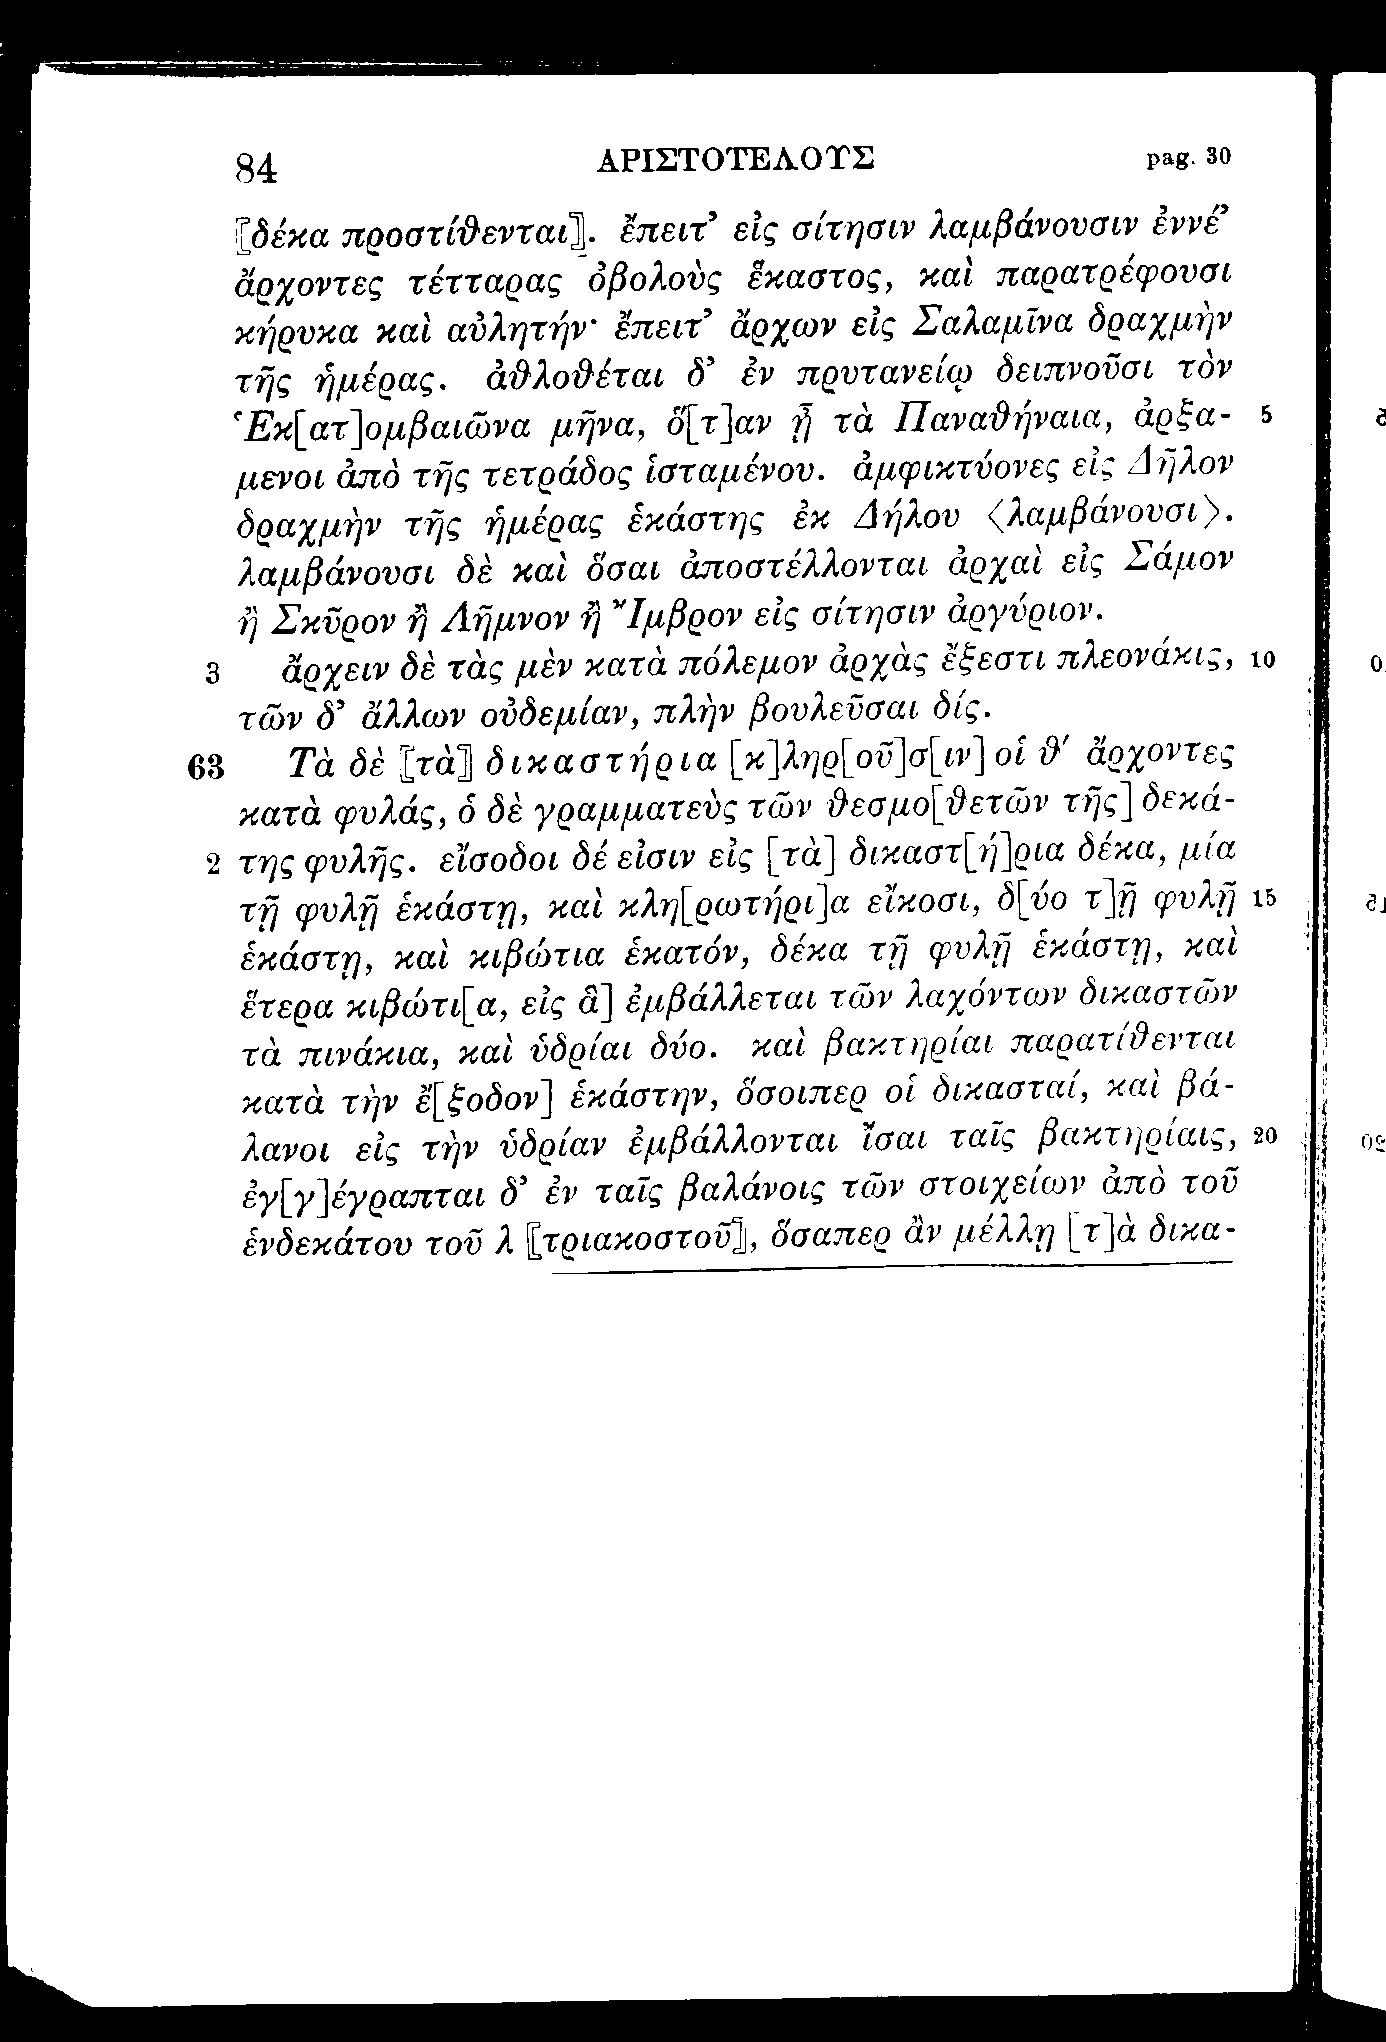 84 ΑΡΙΣΤΟΤΕΛΟΥΣ pag. 30
⟦δέκα προστίθενται⟧. ἔπειτ’ εἰς σίτησιν λαμβάνουσιν ἐννέ’
ἄρχοντες τέτταρας ὀβολοὺς ἕκαστος, καὶ παρατρέφουσι
κήρυκα καὶ αὐλητήν· ἔπειτ’ ἄρχων εἰς Σαλαμῖνα δραχμὴν
τῆς ἡμέρας. ἀθλοθέται δ’ ἐν πρυτανείῳ δειπνοῦσι τὸν
Ἑκ[ατ]ομβαιῶνα μῆνα, ὅ[τ]αν ᾖ τὰ Παναθήναια, ἀρξα- 5
μενοι ἀπὸ τῆς τετράδος ἱσταμένου. ἀμφικτύονες εἰς Δῆλον
δραχμὴν τῆς ἡμέρας ἑκάστης ἐκ Δήλου 〈λαμβάνουσι〉.
λαμβάνουσι δὲ καὶ ὅσαι ἀποστέλλονται ἀρχαὶ εἰς Σάμον
ἢ Σκῦρον ἢ Λῆμνον ἢ Ἴμβρον εἰς σίτησιν ἀργύριον.
3 ἄρχειν δὲ τὰς μὲν κατὰ πόλεμον ἀρχὰς ἔξεστι πλεονάκις, 10
τῶν δ’ ἄλλων οὐδεμίαν, πλὴν βουλεῦσαι δίς.
63 Τὰ δὲ ⟦τὰ⟧ δικαστήρια [κ]ληρ[οῦ]σ[ιν] οἱ θ′ ἄρχοντες
κατὰ φυλάς, ὁ δὲ γραμματεὺς τῶν θεσμο[θετῶν τῆς] δεκά-
2 της φυλῆς. εἴσοδοι δέ εἰσιν εἰς [τὰ] δικαστ[ή]ρια δέκα, μία
τῇ φυλῇ ἑκάστῃ, καὶ κλη[ρωτήρι]α εἴκοσι, δ[ύο τ]ῇ φυλῇ 15
ἑκάστῃ, καὶ κιβώτια ἑκατόν, δέκα τῇ φυλῇ ἑκάστῃ, καὶ
ἕτερα κιβώτι[α, εἰς ἃ] ἐμβάλλεται τῶν λαχόντων δικαστῶν
τὰ πινάκια, καὶ ὑδρίαι δύο. καὶ βακτηρίαι παρατίθενται
κατὰ τὴν ἔ[ξοδον] ἑκάστην, ὅσοιπερ οἱ δικασταί, καὶ βά-
λανοι εἰς τὴν ὑδρίαν ἐμβάλλονται ἴσαι ταῖς βακτηρίαις, 20
ἐγ[γ]έγραπται δ’ ἐν ταῖς βαλάνοις τῶν στοιχείων ἀπὸ τοῦ
ἑνδεκάτου τοῦ λ ⟦τριακοστοῦ⟧, ὅσαπερ ἂν μέλλῃ [τ]ὰ δικα-